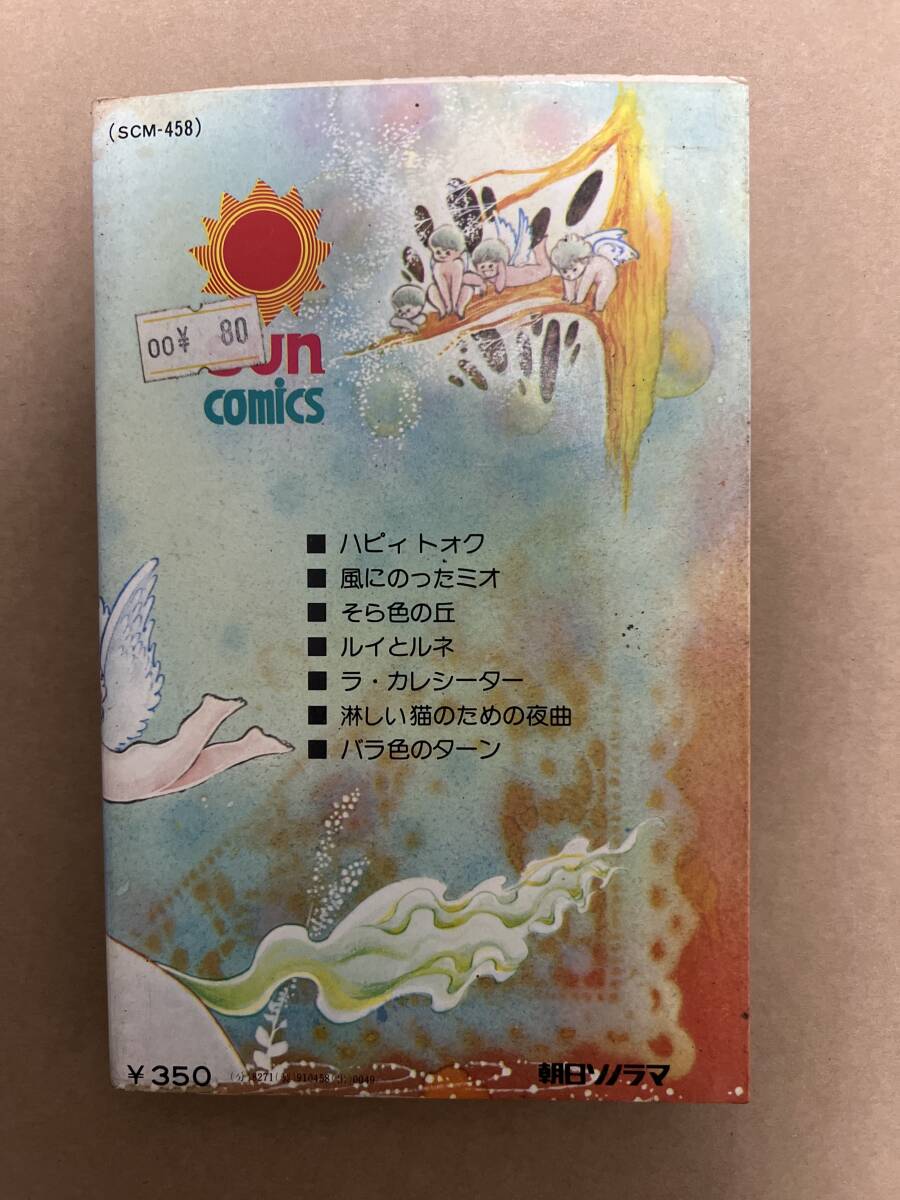 (SCM-458)
00¥ 80
sun
comics
■ ハピィトォク
■ 風にのったミオ
■ そら色の丘
■ ルイとルネ
■ ラ・カレシーター
■ 淋しい猫のための夜曲
■ バラ色のターン
¥350
朝日ソノラマ